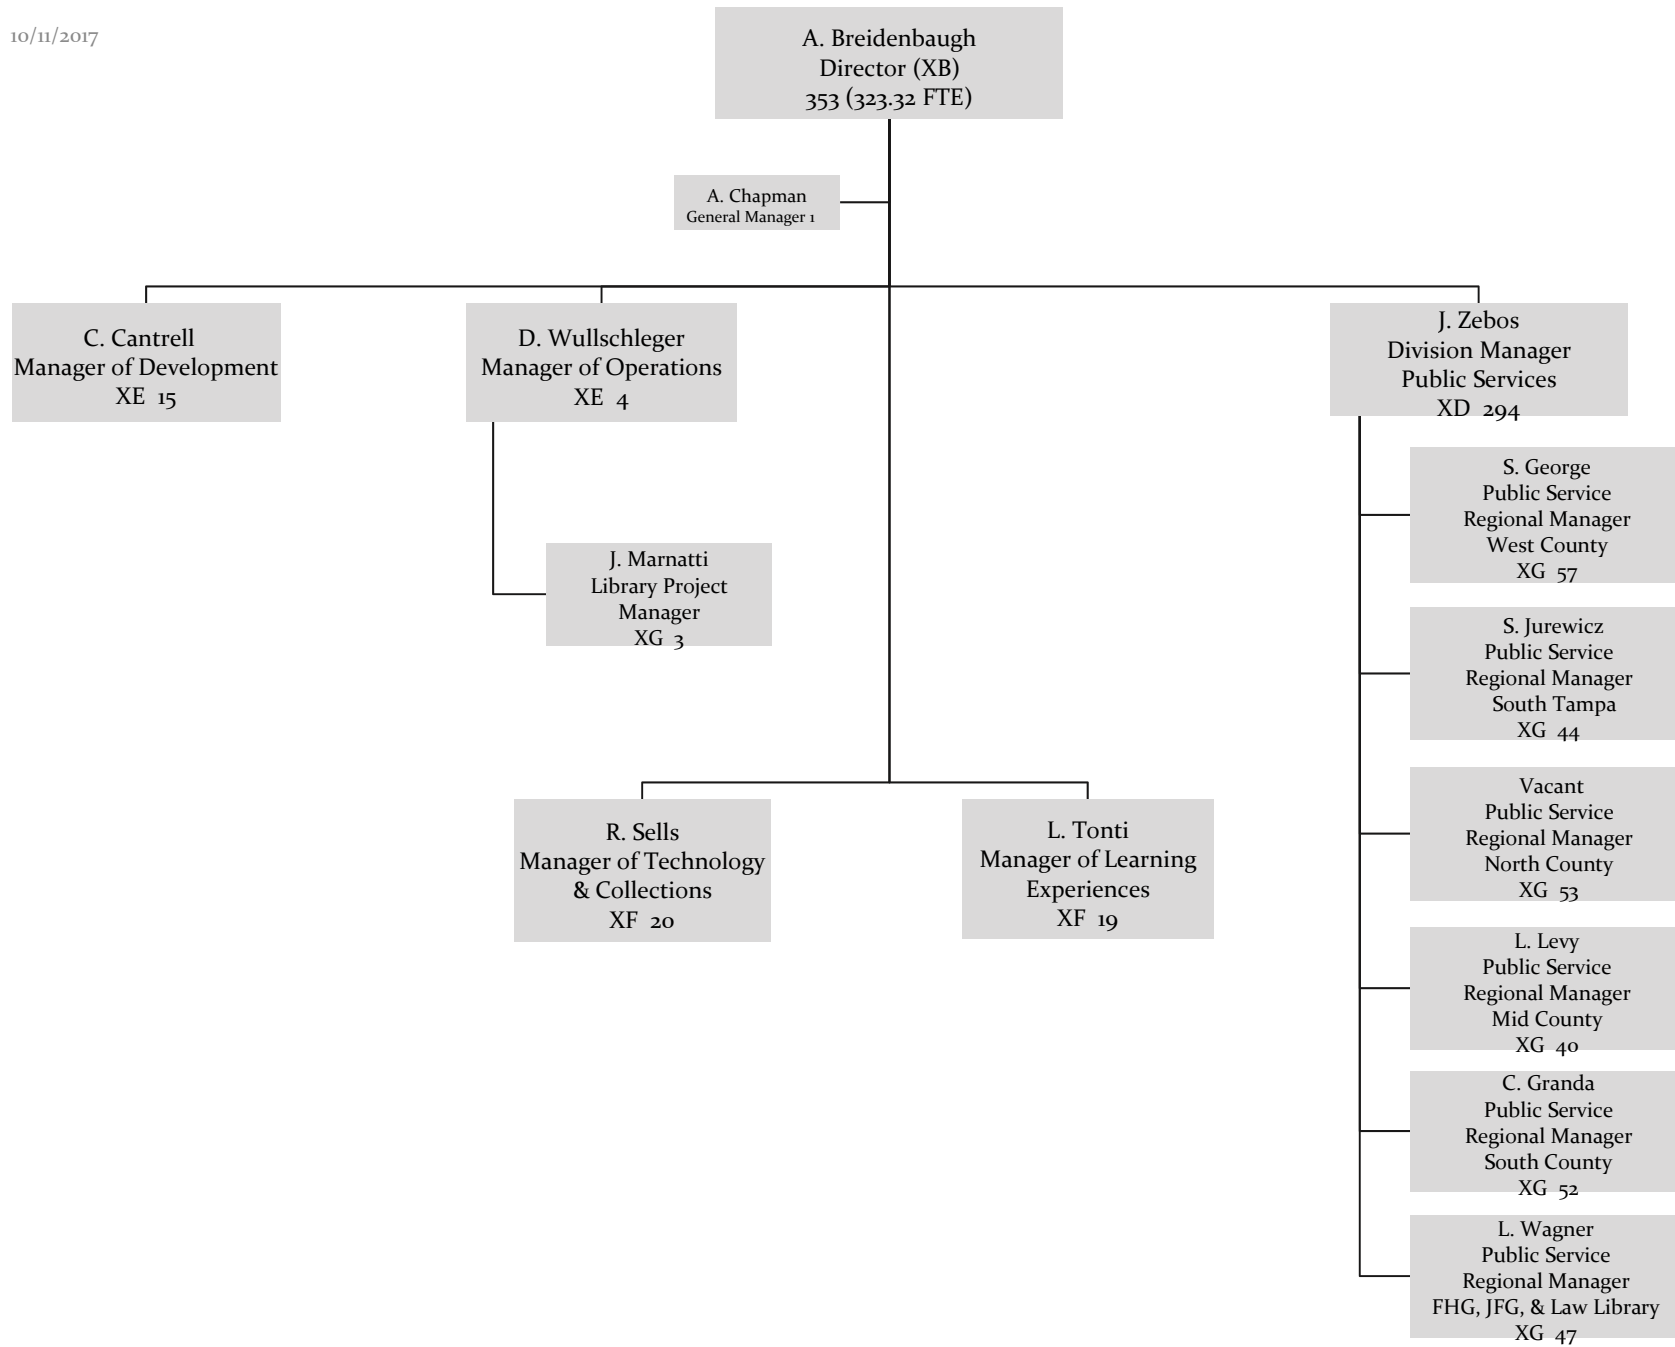 10/11/2017
A. Breidenbaugh
Director (XB)
353 (323.32 FTE)
A. Chapman
General Manager 1
C. Cantrell
Manager of Development
XE 15
D. Wullschleger
Manager of Operations
XE 4
J. Zebos
Division Manager
Public Services
XD 294
S. George
Public Service
Regional Manager
West County
XG 57
J. Marnatti
Library Project
Manager
XG 3
S. Jurewicz
Public Service
Regional Manager
South Tampa
XG 44
Vacant
Public Service
Regional Manager
North County
XG 53
R. Sells
Manager of Technology
& Collections
XF 20
L. Tonti
Manager of Learning
Experiences
XF 19
L. Levy
Public Service
Regional Manager
Mid County
XG 40
C. Granda
Public Service
Regional Manager
South County
XG 52
L. Wagner
Public Service
Regional Manager
FHG, JFG, & Law Library
XG 47